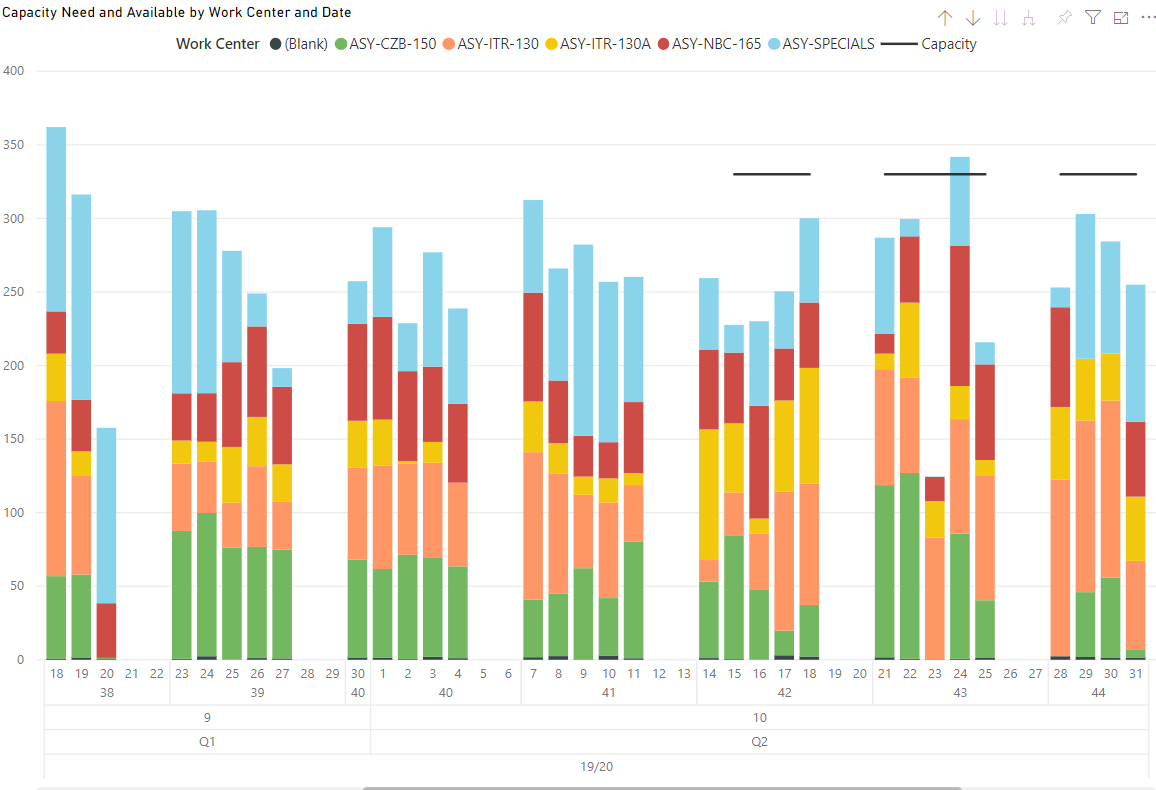 Capacity Need and Available by Work Center and Date
Work Center (Blank) ASY-CZB-150 ASY-ITR-130 ASY-ITR-130A ASY-NBC-165 ASY-SPECIALS Capacity
400
350
300
250
200
150
100
50
0
18 19 20 21 22 23 24 25 26 27 28 29 30 1 2 3 4 5 6 7 8 9 10 11 12 13 14 15 16 17 18 19 20 21 22 23 24 25 26 27 28 29 30 31
38 39 40 40 41 42 43 44
9 10
Q1 Q2
19/20